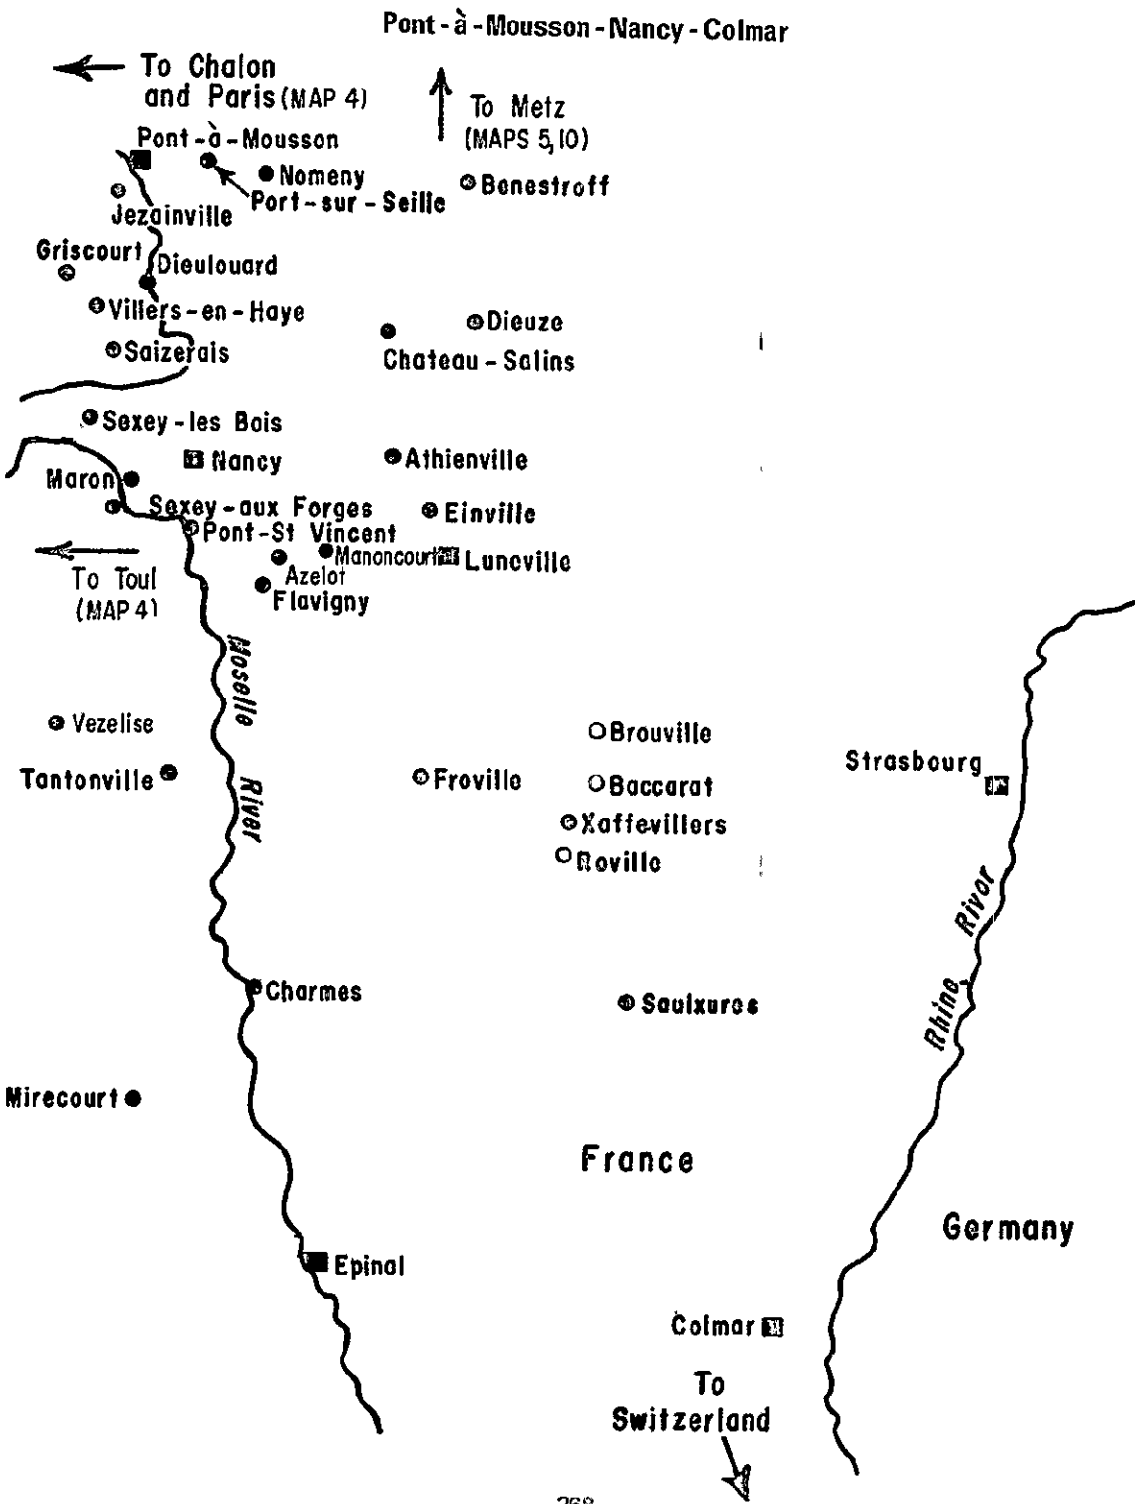 Pont-à-Mousson-Nancy-Colmar
To Chalon
and Paris (MAP 4)
To Metz
(MAPS 5,10)
Pont-à-Mousson
Nomeny
Benestroff
Port-sur-Seille
Jezainville
Griscourt
Dieulouard
Villers-en-Haye
Dieuze
Saizerais
Chateau-Salins
Sexey-les Bois
Nancy
Athienville
Maron
Sexey-aux Forges
Einville
Pont-St Vincent
Manoncourt
Luneville
To Toul
(MAP 4)
Azelot
Flavigny
Moselle
River
Vezelise
Brouville
Strasbourg
Tantonville
Froville
Baccarat
Xaffevillers
Roville
Rhine
River
Charmes
Saulxures
Mirecourt
France
Germany
Epinal
Colmar
To
Switzerland
268